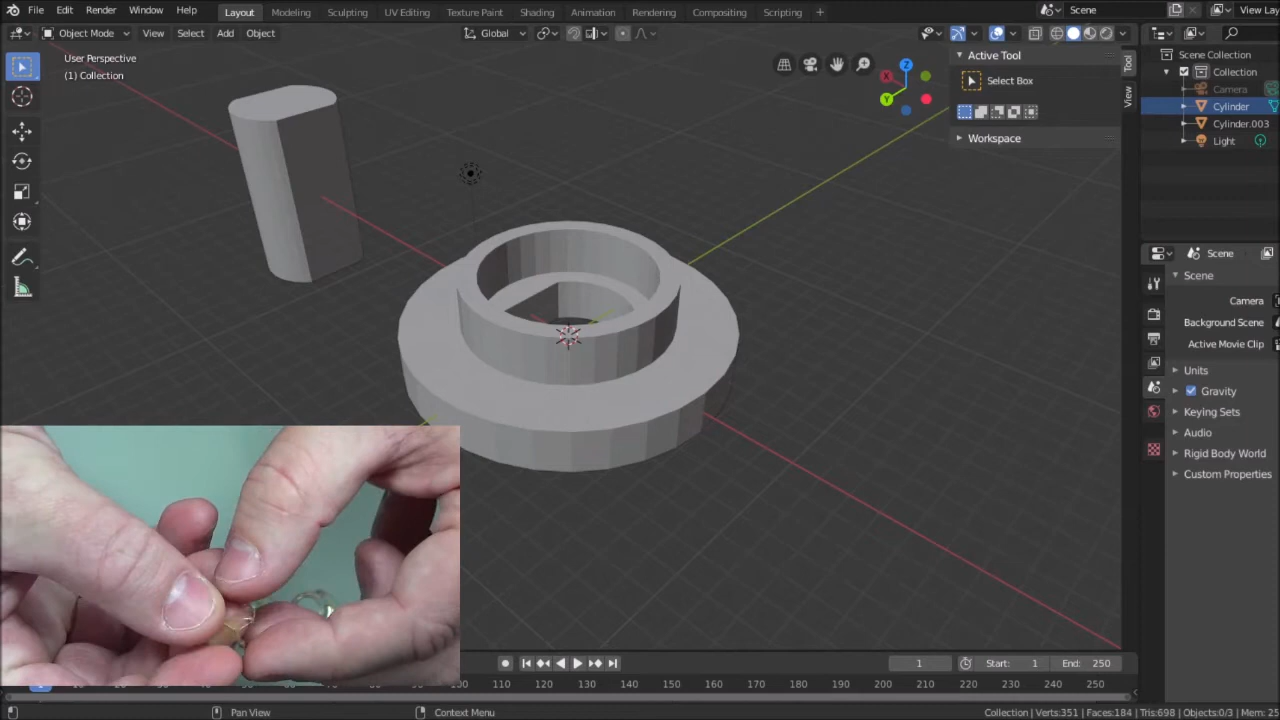 File Edit Render Window Help Layout Modeling Sculpting UV Editing Texture Paint Shading Animation Rendering Compositing Scripting + Scene View Lay
Object Mode View Select Add Object Global
User Perspective
(1) Collection
Active Tool
Select Box
Workspace
Tool
View
X
Y
Z
Scene Collection
Collection
Camera
Cylinder
Cylinder.003
Light
Scene
Scene
Camera
Background Scene
Active Movie Clip
Units
Gravity
Keying Sets
Audio
Rigid Body World
Custom Properties
1 Start: 1 End: 250
100 110 120 130 140 150 160 170 180 190 200 210 220 230 240 250
Pan View Context Menu Collection | Verts:351 | Faces:184 | Tris:698 | Objects:0/3 | Mem: 25